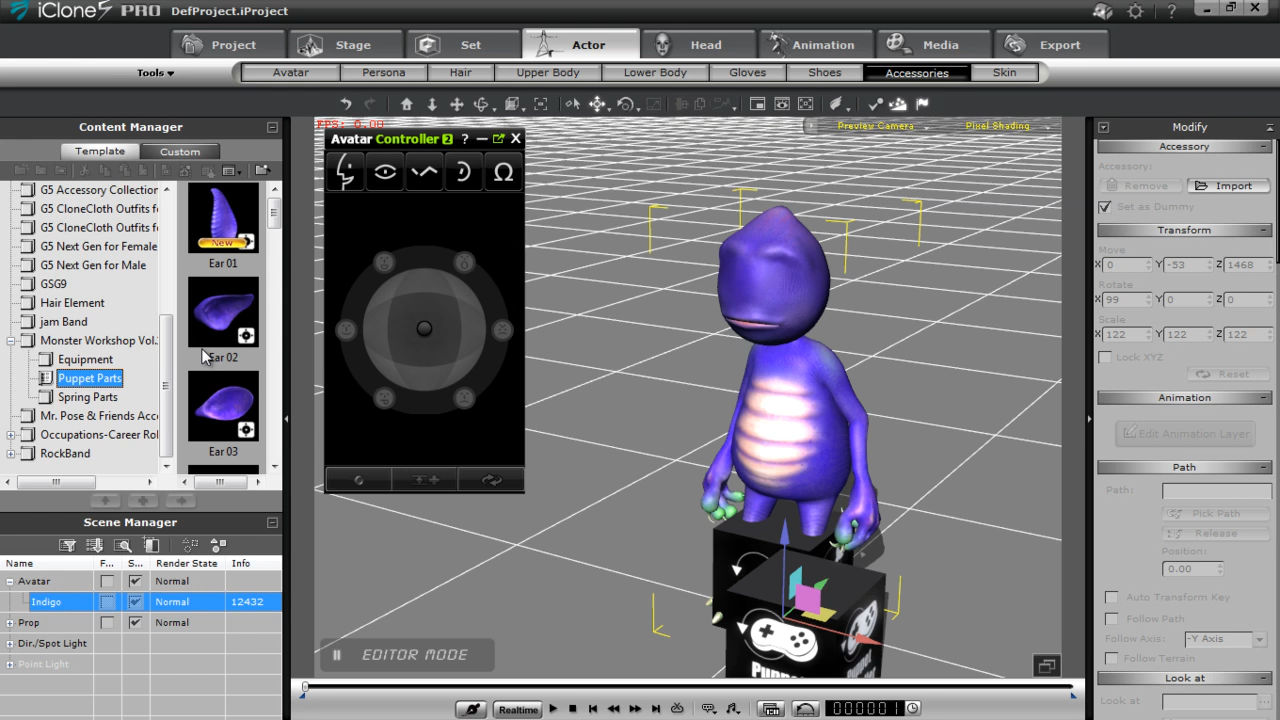 iClone5 PRO DefProject.iProject
Project Stage Set Actor Head Animation Media Export
Tools Avatar Persona Hair Upper Body Lower Body Gloves Shoes Accessories Skin
Content Manager
Template Custom
G5 Accessory Collection
G5 CloneCloth Outfits fo
G5 CloneCloth Outfits fo
G5 Next Gen for Female
G5 Next Gen for Male
GSG9
Hair Element
jam Band
Monster Workshop Vol.
Equipment
Puppet Parts
Spring Parts
Mr. Pose & Friends Acce
Occupations-Career Rol
RockBand
New
Ear 01
Ear 02
Ear 03
Scene Manager
Name F... S... Render State Info
Avatar Normal
Indigo Normal 12432
Prop Normal
Dir./Spot Light
Point Light
FPS: 0.00
Preview Camera Pixel Shading
Avatar Controller 2 ?
EDITOR MODE
Puppet
Realtime 000001
Modify
Accessory
Accessory:
Remove Import
Set as Dummy
Transform
Move
X 0 Y -53 Z 1468
Rotate
X 99 Y 0 Z 0
Scale
X 122 Y 122 Z 122
Lock XYZ
Reset
Animation
Edit Animation Layer
Path
Path:
Pick Path
Release
Position:
0.00
Auto Transform Key
Follow Path
Follow Axis: -Y Axis
Follow Terrain
Look at
Look at: